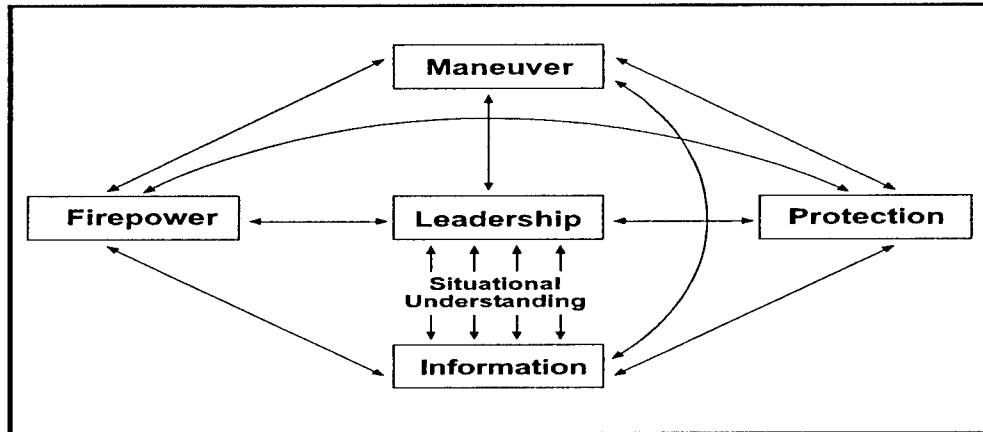 Maneuver
Firepower
Leadership
Protection
Situational
Understanding
Information